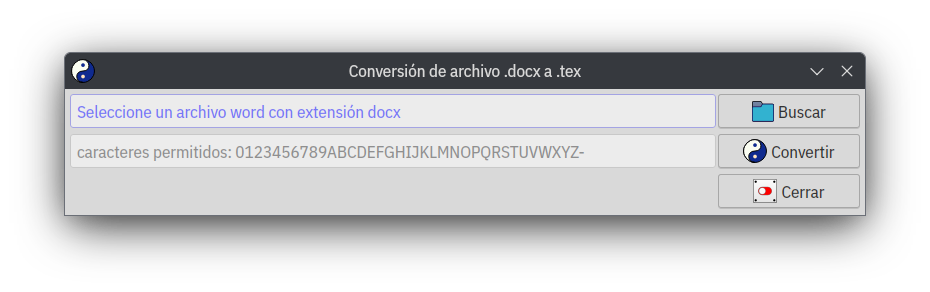 Conversión de archivo .docx a .tex
Seleccione un archivo word con extensión docx
Buscar
caracteres permitidos: 0123456789ABCDEFGHIJKLMNOPQRSTUVWXYZ-
Convertir
Cerrar